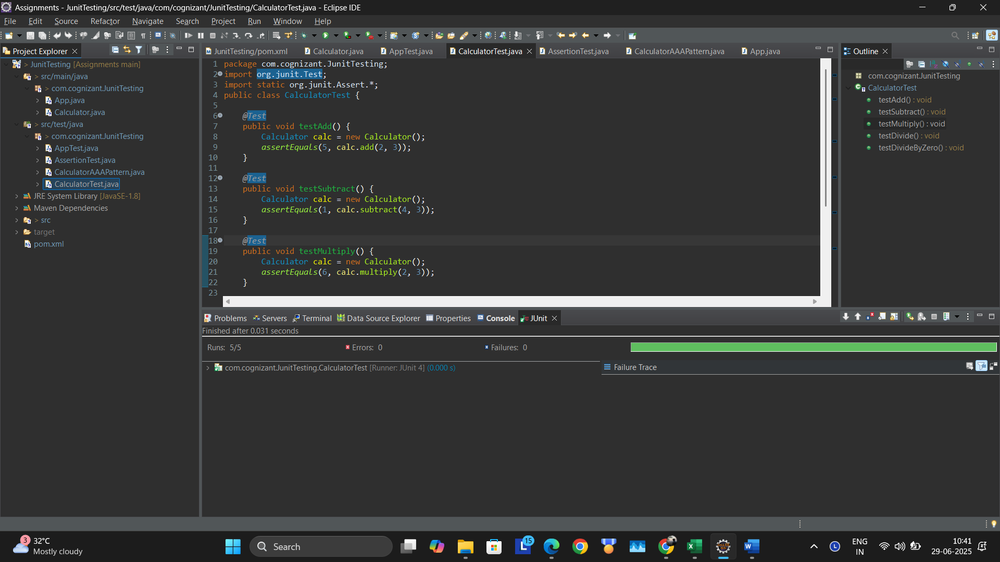 Assignments - JunitTesting/src/test/java/com/cognizant/JunitTesting/CalculatorTest.java - Eclipse IDE
File Edit Source Refactor Navigate Search Project Run Window Help
Project Explorer
> JunitTesting [Assignments main]
> src/main/java
> com.cognizant.JunitTesting
App.java
Calculator.java
> src/test/java
> com.cognizant.JunitTesting
AppTest.java
AssertionTest.java
CalculatorAAAPattern.java
CalculatorTest.java
JRE System Library [JavaSE-1.8]
Maven Dependencies
> src
target
pom.xml
JunitTesting/pom.xml Calculator.java AppTest.java CalculatorTest.java AssertionTest.java CalculatorAAAPattern.java App.java
1 package com.cognizant.JunitTesting;
2 import org.junit.Test;
3 import static org.junit.Assert.*;
4 public class CalculatorTest {
5
6 @Test
7 public void testAdd() {
8 Calculator calc = new Calculator();
9 assertEquals(5, calc.add(2, 3));
10 }
11
12 @Test
13 public void testSubtract() {
14 Calculator calc = new Calculator();
15 assertEquals(1, calc.subtract(4, 3));
16 }
17
18 @Test
19 public void testMultiply() {
20 Calculator calc = new Calculator();
21 assertEquals(6, calc.multiply(2, 3));
22 }
23
Outline
com.cognizant.JunitTesting
CalculatorTest
testAdd() : void
testSubtract() : void
testMultiply() : void
testDivide() : void
testDivideByZero() : void
Problems Servers Terminal Data Source Explorer Properties Console JUnit
Finished after 0.031 seconds
Runs: 5/5 Errors: 0 Failures: 0
com.cognizant.JunitTesting.CalculatorTest [Runner: JUnit 4] (0.000 s)
Failure Trace
3
32°C
Mostly cloudy
Search
15
L
ENG
IN
10:41
29-06-2025